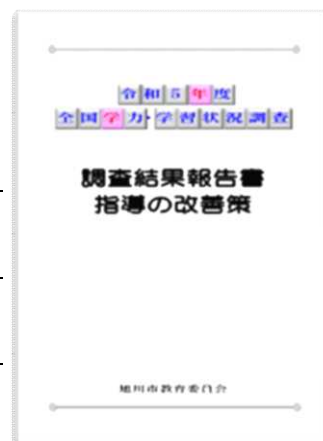 令和5年度
全国学力・学習状況調査
調査結果報告書
指導の改善策
旭川市教育委員会